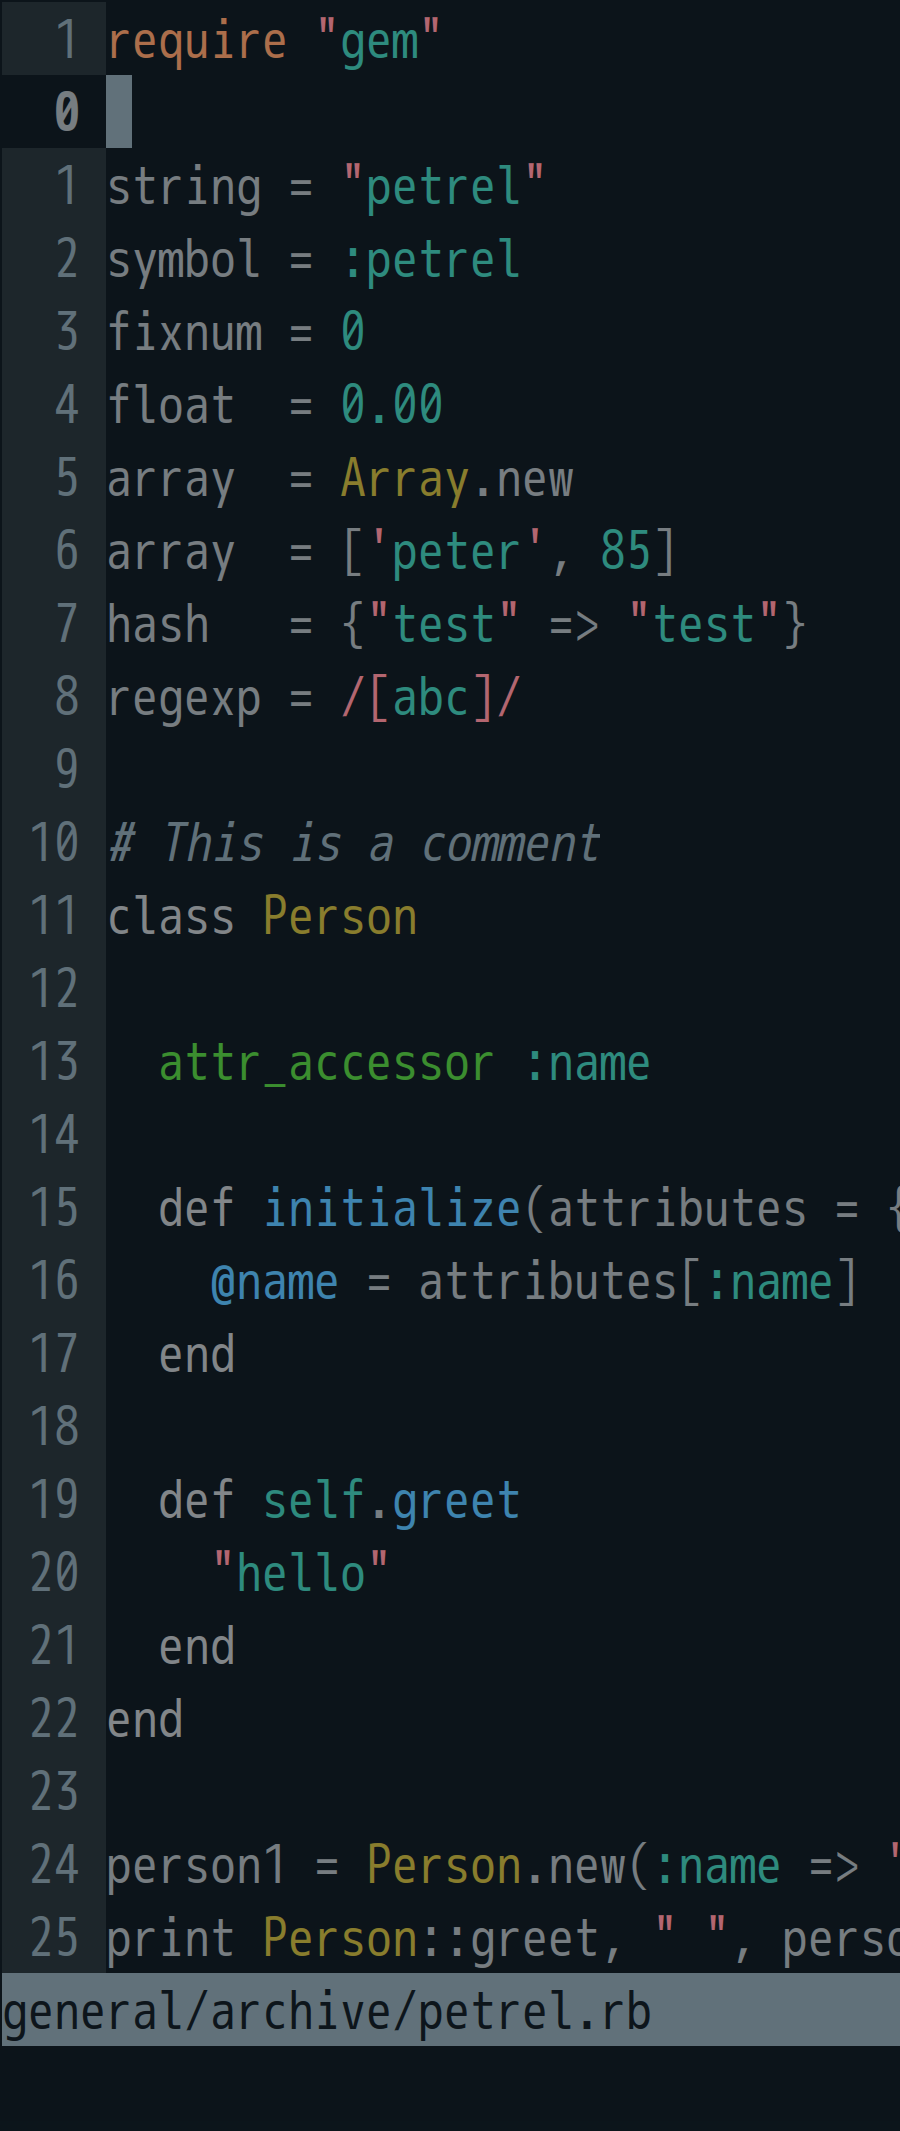 1 require "gem"
0
1 string = "petrel"
2 symbol = :petrel
3 fixnum = 0
4 float  = 0.00
5 array  = Array.new
6 array  = ['peter', 85]
7 hash   = {"test" => "test"}
8 regexp = /[abc]/
9
10 # This is a comment
11 class Person
12
13   attr_accessor :name
14
15   def initialize(attributes = {
16     @name = attributes[:name]
17   end
18
19   def self.greet
20     "hello"
21   end
22 end
23
24 person1 = Person.new(:name => "
25 print Person::greet, " ", perso
general/archive/petrel.rb